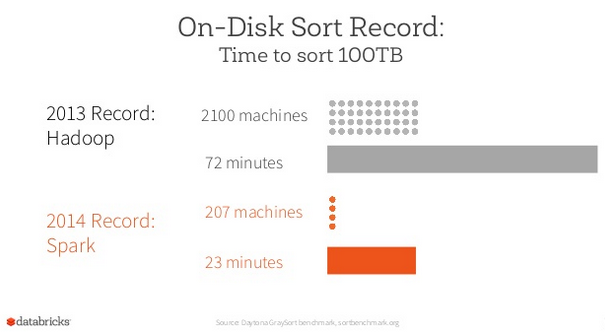 On-Disk Sort Record:
Time to sort 100TB
2013 Record:
Hadoop
2100 machines
72 minutes
2014 Record:
Spark
207 machines
23 minutes
databricks
Source: Daytona GraySort benchmark, sortbenchmark.org